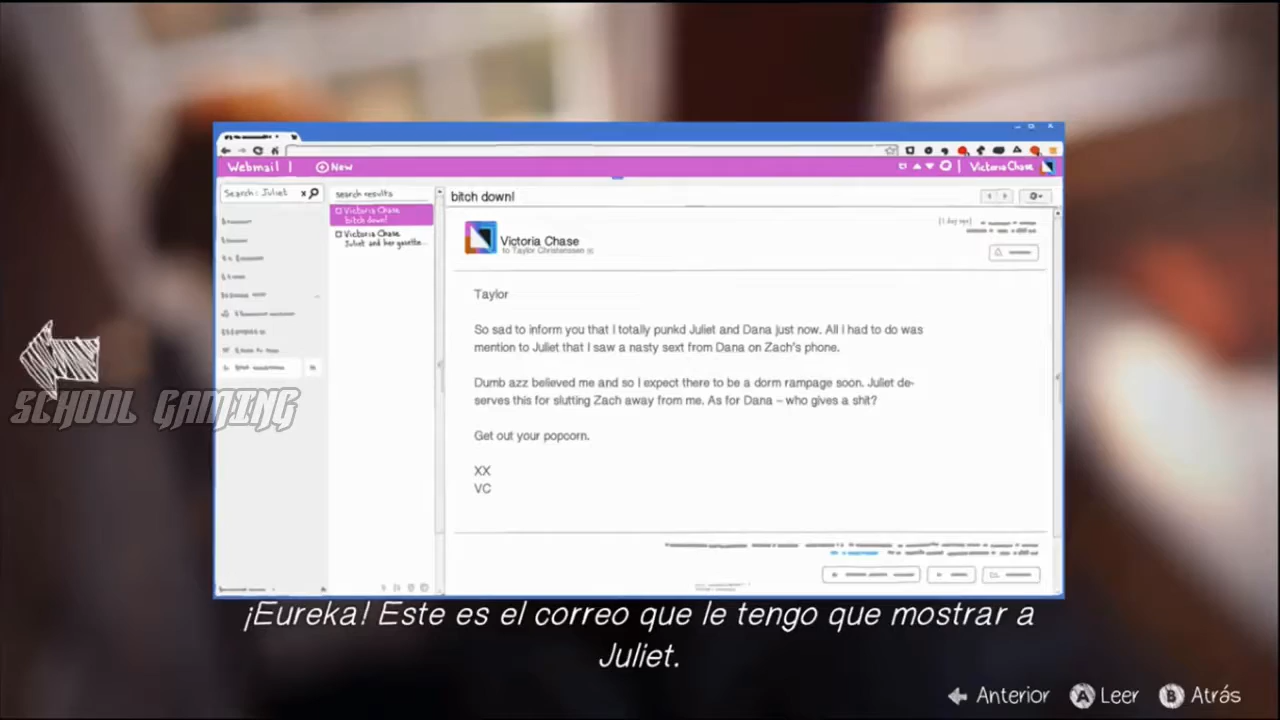 Webmail |
New
Victoria Chase
Search: Juliet x
search results
Victoria Chase
bitch down!
Victoria Chase
Juliet and her gazette...
bitch down!
Victoria Chase
to Taylor Christensen
(1 day ago)
Taylor
So sad to inform you that I totally punkd Juliet and Dana just now. All I had to do was
mention to Juliet that I saw a nasty sext from Dana on Zach's phone.
Dumb azz believed me and so I expect there to be a dorm rampage soon. Juliet de-
serves this for slutting Zach away from me. As for Dana – who gives a shit?
Get out your popcorn.
XX
VC
SCHOOL GAMING
¡Eureka! Este es el correo que le tengo que mostrar a
Juliet.
Anterior A Leer B Atrás